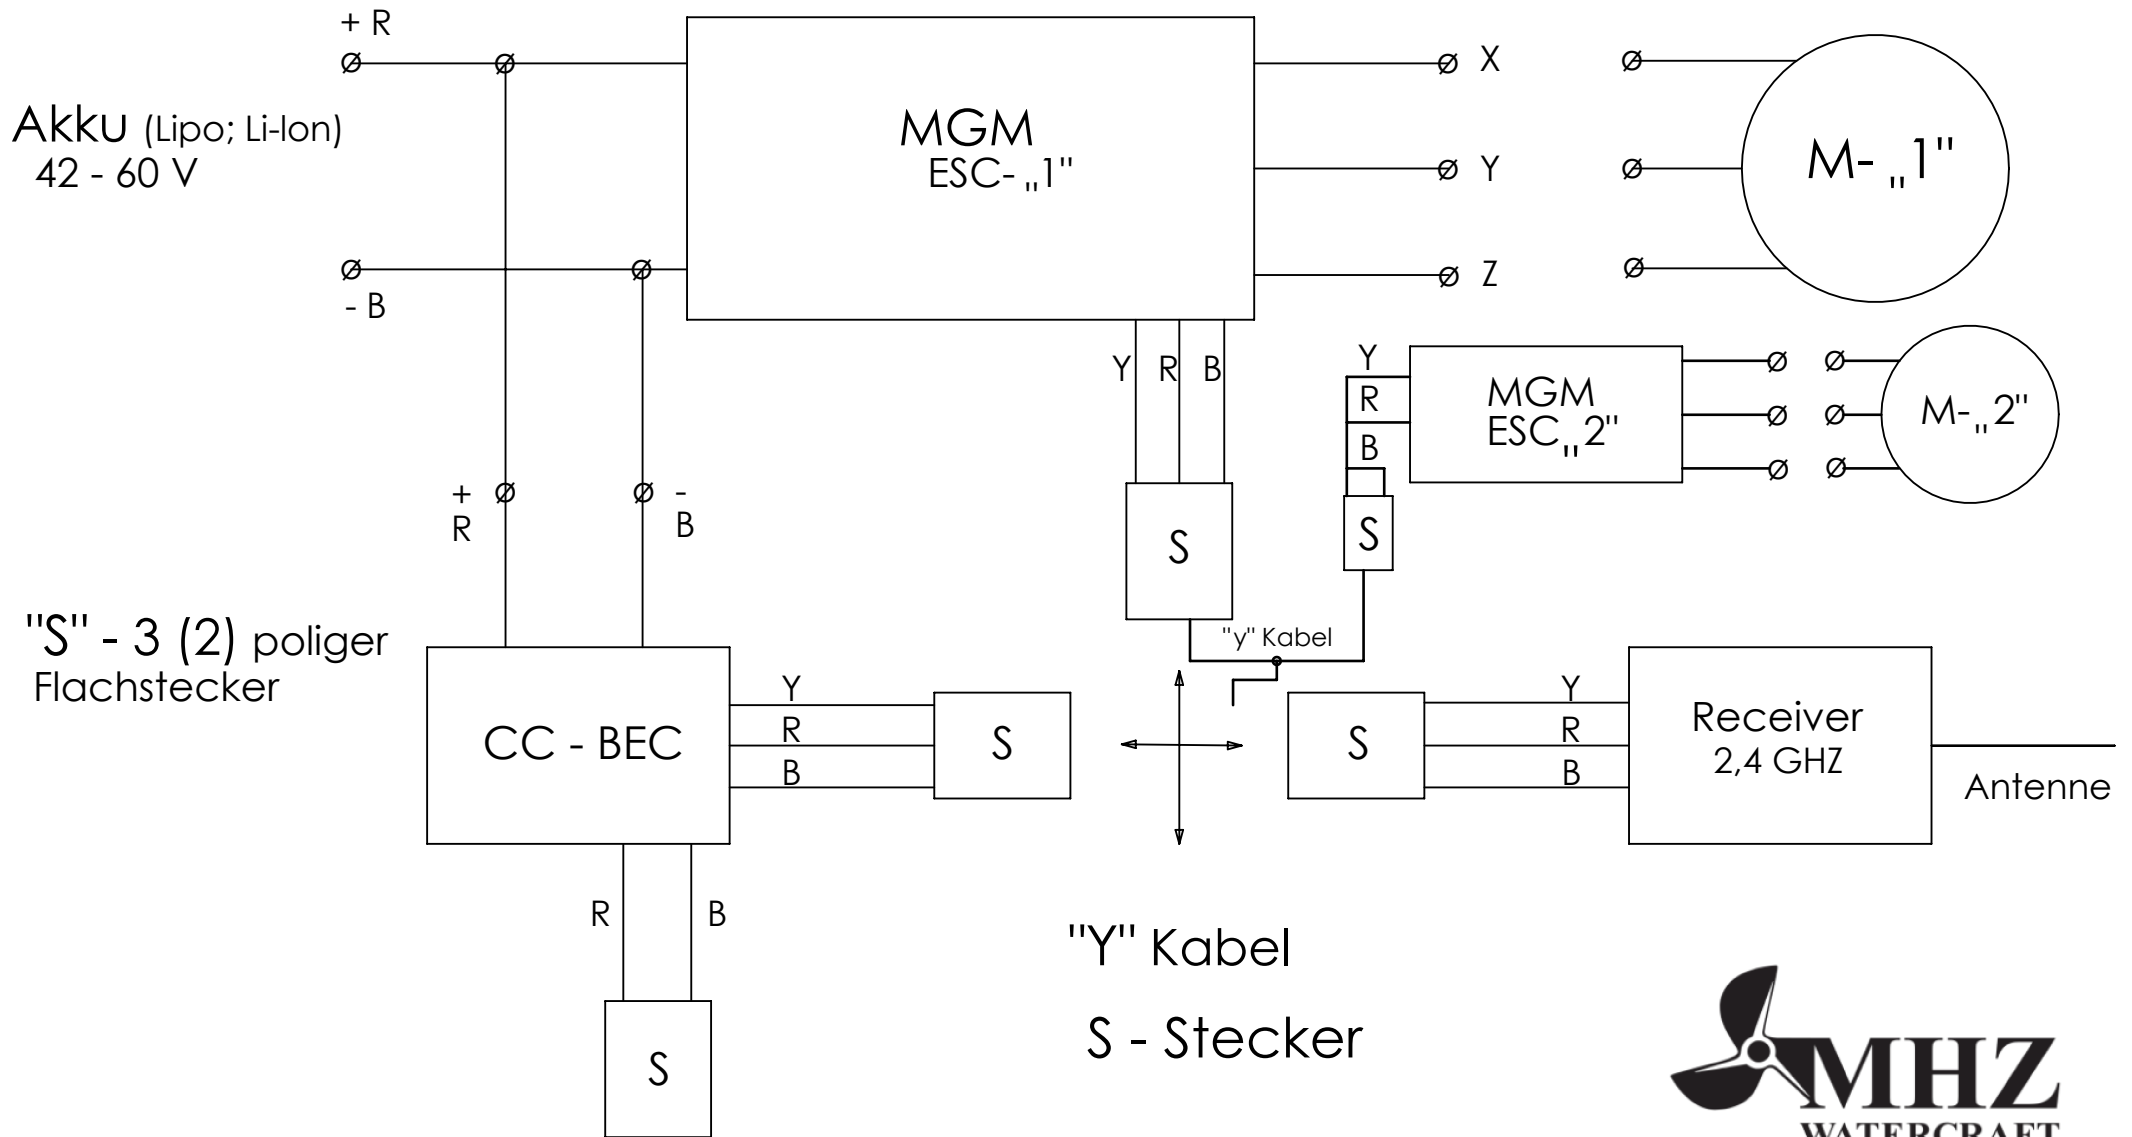 + R
Akku (Lipo; Li-Ion)
42 - 60 V
- B
MGM
ESC- „1"
X
Y
Z
M- „1"
Y R B
Y
R
B
MGM
ESC„2"
M-„2"
+
R
-
B
S
S
"y" Kabel
"S" - 3 (2) poliger
Flachstecker
CC - BEC
Y
R
B
S
S
Y
R
B
Receiver
2,4 GHZ
Antenne
R B
S
"Y" Kabel
S - Stecker
MHZ
WATERCRAFT